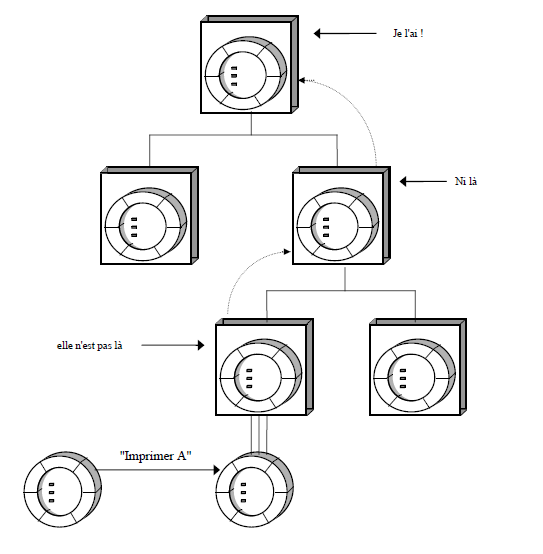 Je l'ai !
Ni là
elle n'est pas là
"Imprimer A"